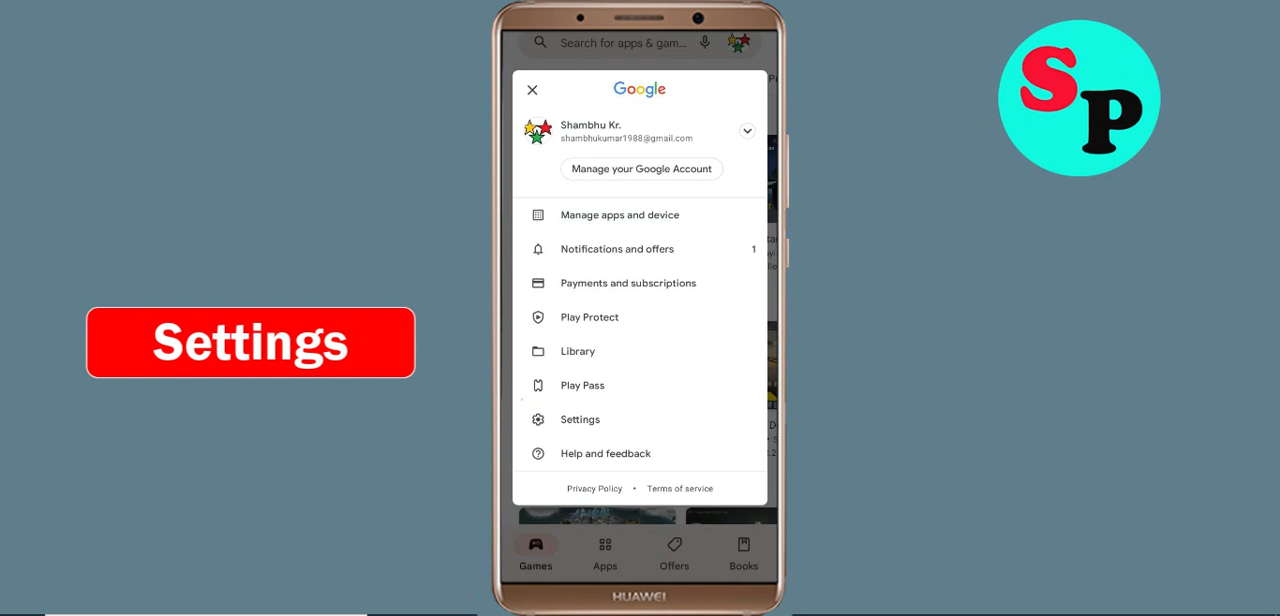 Search for apps & gam...
Google
Shambhu Kr.
shambhukumar1988@gmail.com
Manage your Google Account
Manage apps and device
Notifications and offers 1
Payments and subscriptions
Play Protect
Library
Play Pass
Settings
Help and feedback
Privacy Policy • Terms of service
Games Apps Offers Books
HUAWEI
Settings
SP